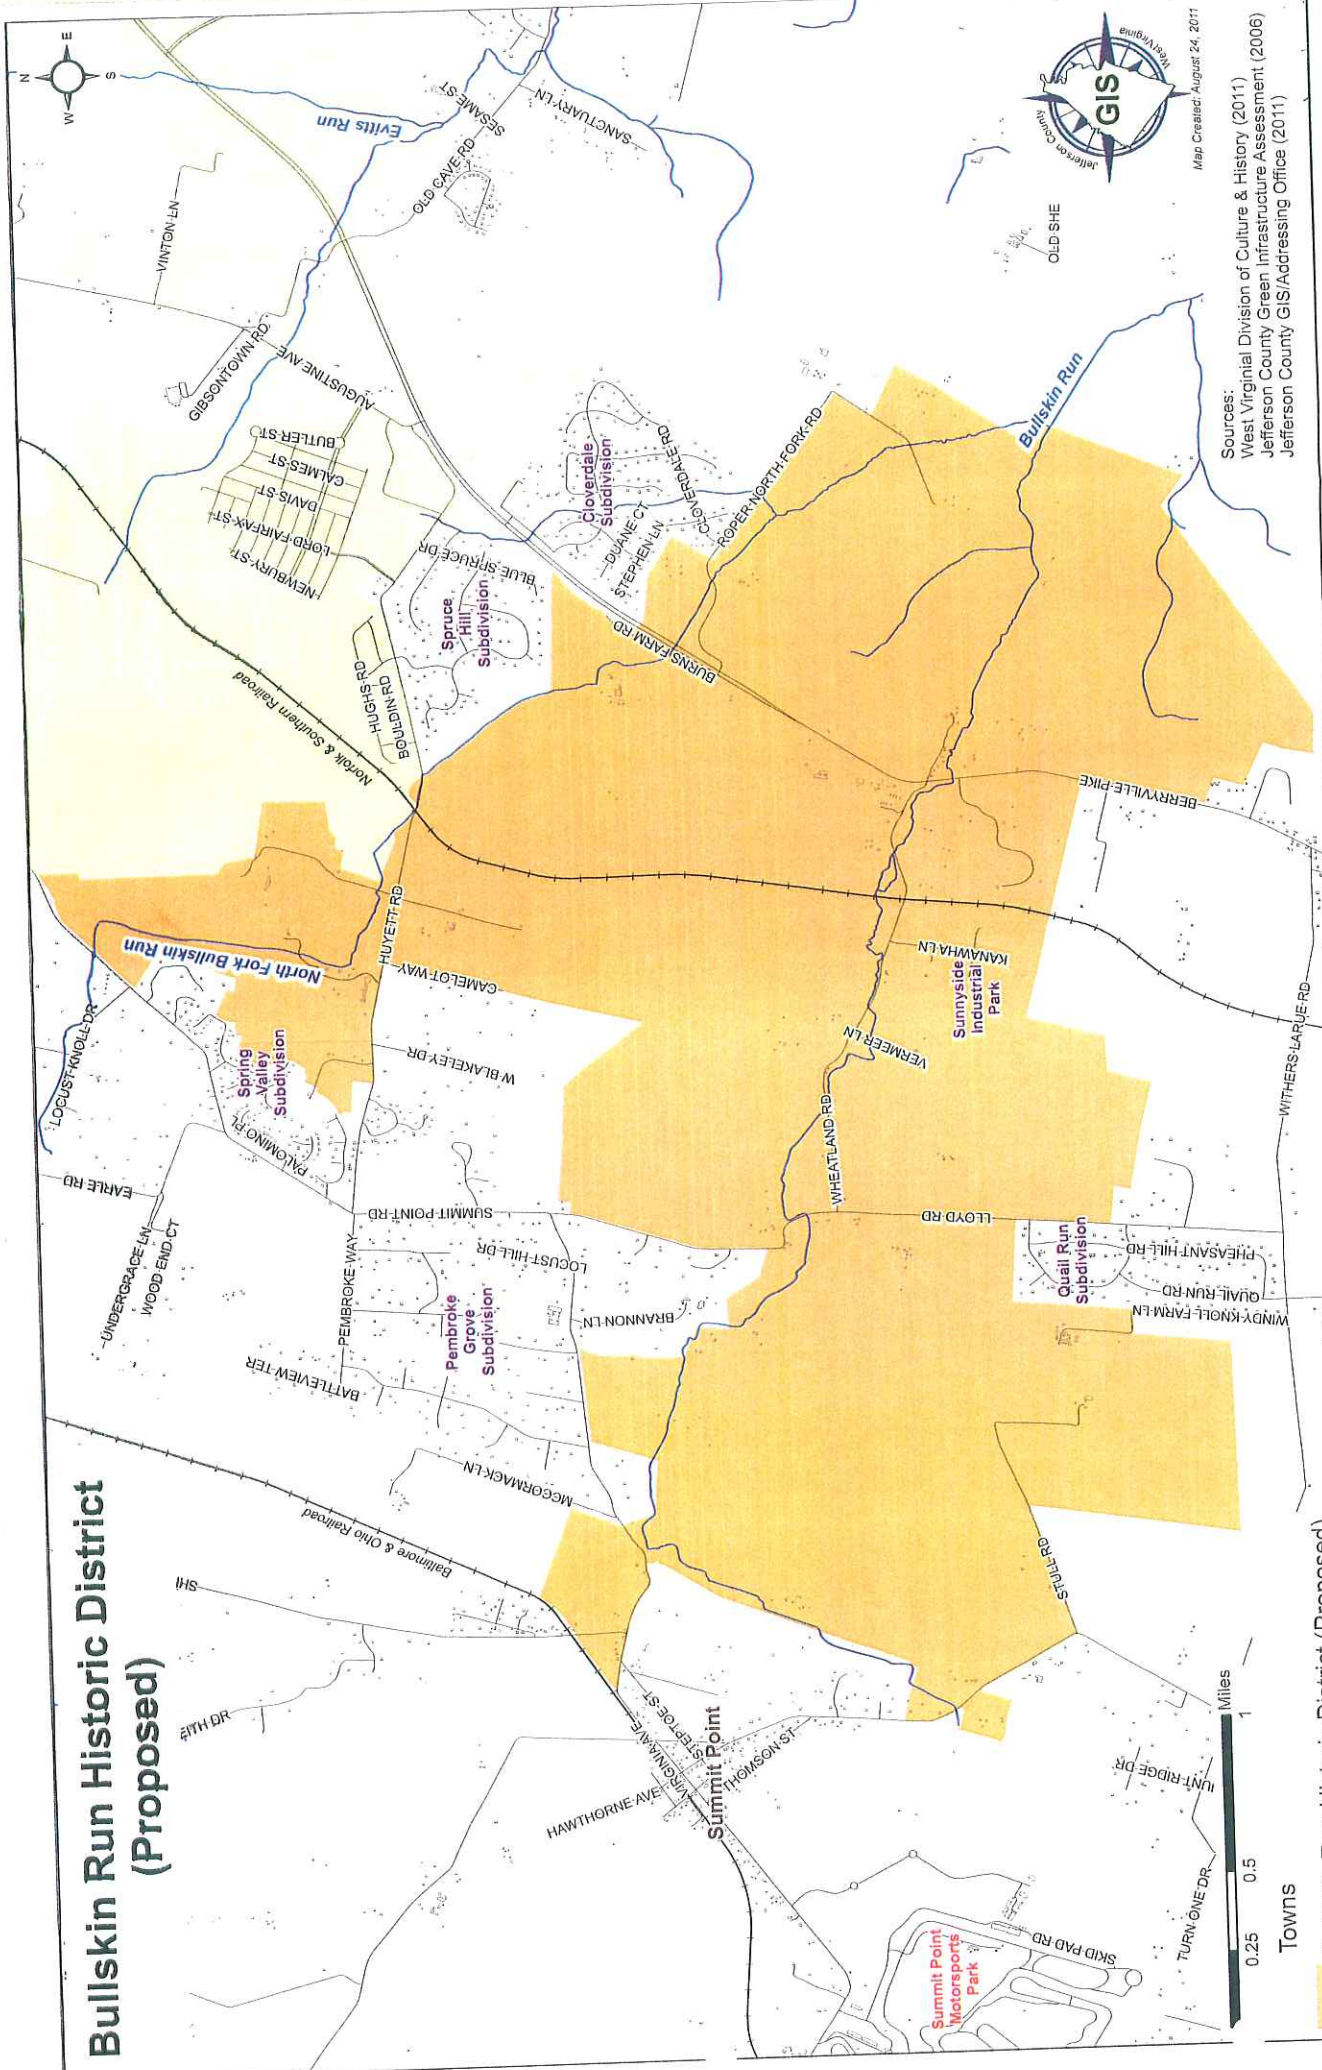 Bullskin Run Historic District
(Proposed)
N
W
E
S
Evitts Run
SESAME ST
SANCTUARY LN
OLD CAVE RD
VINTON LN
GIBSONTOWN RD
AUGUSTINE AVE
BUTLER ST
CALMES ST
DAVIS ST
LORD FAIRFAX ST
NEWBURY ST
HUGHS RD
BOULDIN RD
Norfolk & Southern Railroad
BLUE SPRUCE DR
Spruce
Hill
Subdivision
Cloverdale
Subdivision
DUANE CT
STEPHEN LN
CLOVERDALE RD
ROPER NORTH FORK RD
BURNS FARM RD
OLD SHE
Bullskin Run
Jefferson County
GIS
West Virginia
Map Created: August 24, 2011
Sources:
West Virginial Division of Culture & History (2011)
Jefferson County Green Infrastructure Assessment (2006)
Jefferson County GIS/Addressing Office (2011)
LOCUST KNOLL DR
North Fork Bullskin Run
Spring
Valley
Subdivision
HUYETT RD
CAMELOT WAY
W BLAKELEY DR
PALOMINO PL
EARLE RD
UNDERGRACE LN
WOOD END CT
SUMMIT POINT RD
PEMBROKE WAY
LOCUST HILL DR
Pembroke
Grove
Subdivision
BRANNON LN
BATTLEVIEW TER
MCCORMACK LN
Baltimore & Ohio Railroad
BERRYVILLE PIKE
KANAWHA LN
Sunnyside
Industrial
Park
VERMEER LN
WHEATLAND RD
LLOYD RD
WITHERS LARUE RD
Quail Run
Subdivision
PHEASANT HILL RD
QUAIL RUN RD
WINDY KNOLL FARM LN
STULL RD
SHI
EITH DR
VIRGINIA AVE
STEPTOE ST
HAWTHORNE AVE
THOMSON ST
Summit Point
UNT RIDGE DR
TURN ONE DR
SKID PAD RD
Summit Point
Motorsports
Park
0.25
0.5
1
Miles
Towns
District (Proposed)